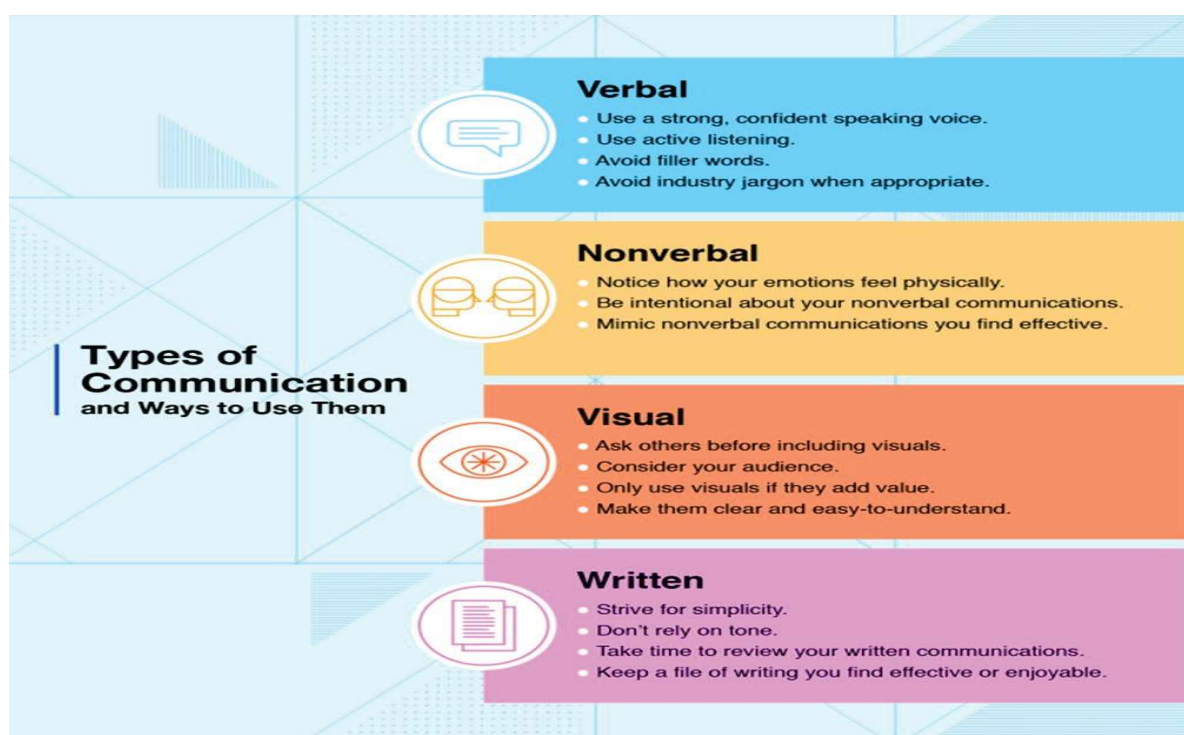 Types of
Communication
and Ways to Use Them
Verbal
Use a strong, confident speaking voice.
Use active listening.
Avoid filler words.
Avoid industry jargon when appropriate.
Nonverbal
Notice how your emotions feel physically.
Be intentional about your nonverbal communications.
Mimic nonverbal communications you find effective.
Visual
Ask others before including visuals.
Consider your audience.
Only use visuals if they add value.
Make them clear and easy-to-understand.
Written
Strive for simplicity.
Don't rely on tone.
Take time to review your written communications.
Keep a file of writing you find effective or enjoyable.